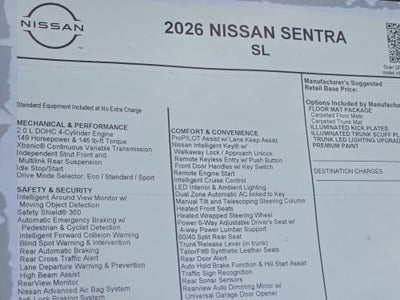 NISSAN
2026 NISSAN SENTRA
SL
Scan QR
Standard Equipment Included at No Extra Charge
MECHANICAL & PERFORMANCE
2.0 L DOHC 4-Cylinder Engine
149 Horsepower & 146 lb-ft Torque
Xtronic® Continuous Variable Transmission
Independent Strut Front and
Multilink Rear Suspension
Idle Stop/Start
Drive Mode Selector: Eco / Standard / Sport
SAFETY & SECURITY
Intelligent Around View Monitor w/
Moving Object Detection
Safety Shield® 360
Automatic Emergency Braking w/
Pedestrian & Cyclist Detection
Intelligent Forward Collision Warning
Blind Spot Warning & Intervention
Rear Automatic Braking
Rear Cross Traffic Alert
Lane Departure Warning & Prevention
High Beam Assist
RearView Monitor
Nissan Advanced Air Bag System
Anti-Lock Braking System
COMFORT & CONVENIENCE
ProPILOT Assist w/ Lane Keep Assist
Nissan Intelligent Key® w/
Walkaway Lock / Approach Unlock
Remote Keyless Entry w/ Push Button
Front Door Handles w/ Key Switch
Remote Engine Start
Intelligent Cruise Control
LED Interior & Ambient Lighting
Dual Zone Automatic AC linked to Key
Manual Tilt and Telescoping Steering Column
Heated Front Seats
Heated Wrapped Steering Wheel
Power 6-Way Adjustable Driver's Seat w/
4-way Power Lumbar Support
60/40 Split Rear Seat
Trunk Release Lever (in trunk)
TailorFit® Synthetic Leather Seats
Rear Door Alert
Auto Hold Brake Function & Hill Start Assist
Traffic Sign Recognition
Rear Sonar Sensors
Rearview Auto Dimming Mirror w/
Universal Garage Door Opener
Manufacturer's Suggested
Retail Base Price:
Options Included by Manufactur
FLOOR MAT PACKAGE
Carpeted Floor Mats
Carpeted Trunk Mat
ILLUMINATED KICK PLATES
ILLUMINATED TRUNK SCUFF PL
TRUNK LED LIGHTING UPGRADE
PREMIUM PAINT
DESTINATION CHARGES